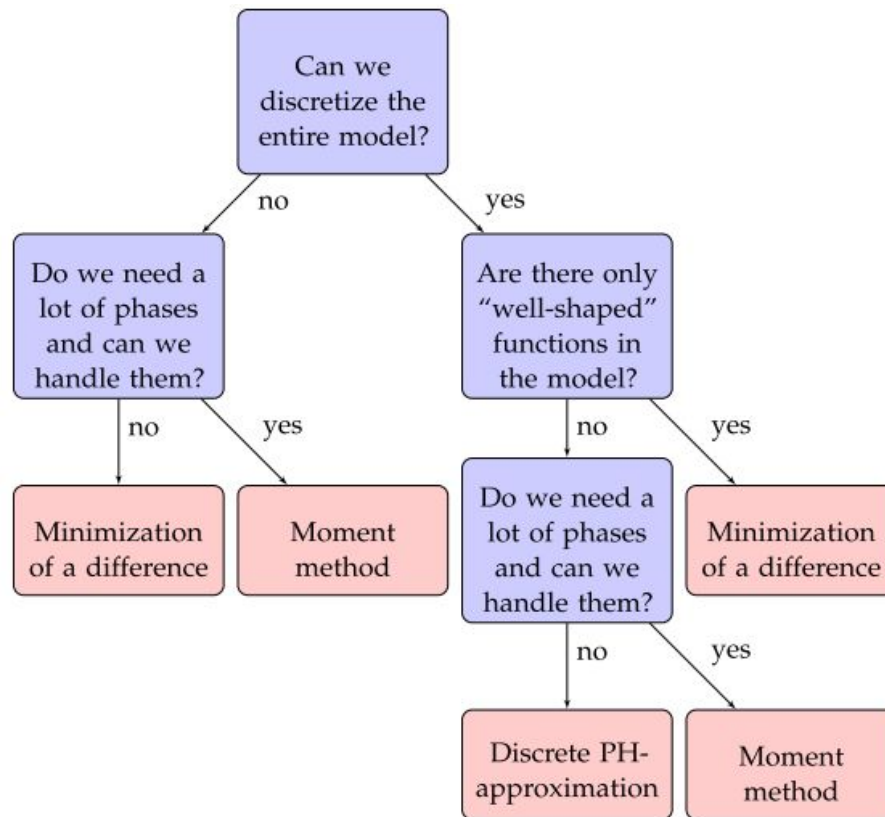 Can we
discretize the
entire model?
no
yes
Do we need a
lot of phases
and can we
handle them?
Are there only
“well-shaped”
functions in
the model?
no
yes
no
yes
Minimization
of a difference
Moment
method
Do we need a
lot of phases
and can we
handle them?
Minimization
of a difference
no
yes
Discrete PH-
approximation
Moment
method